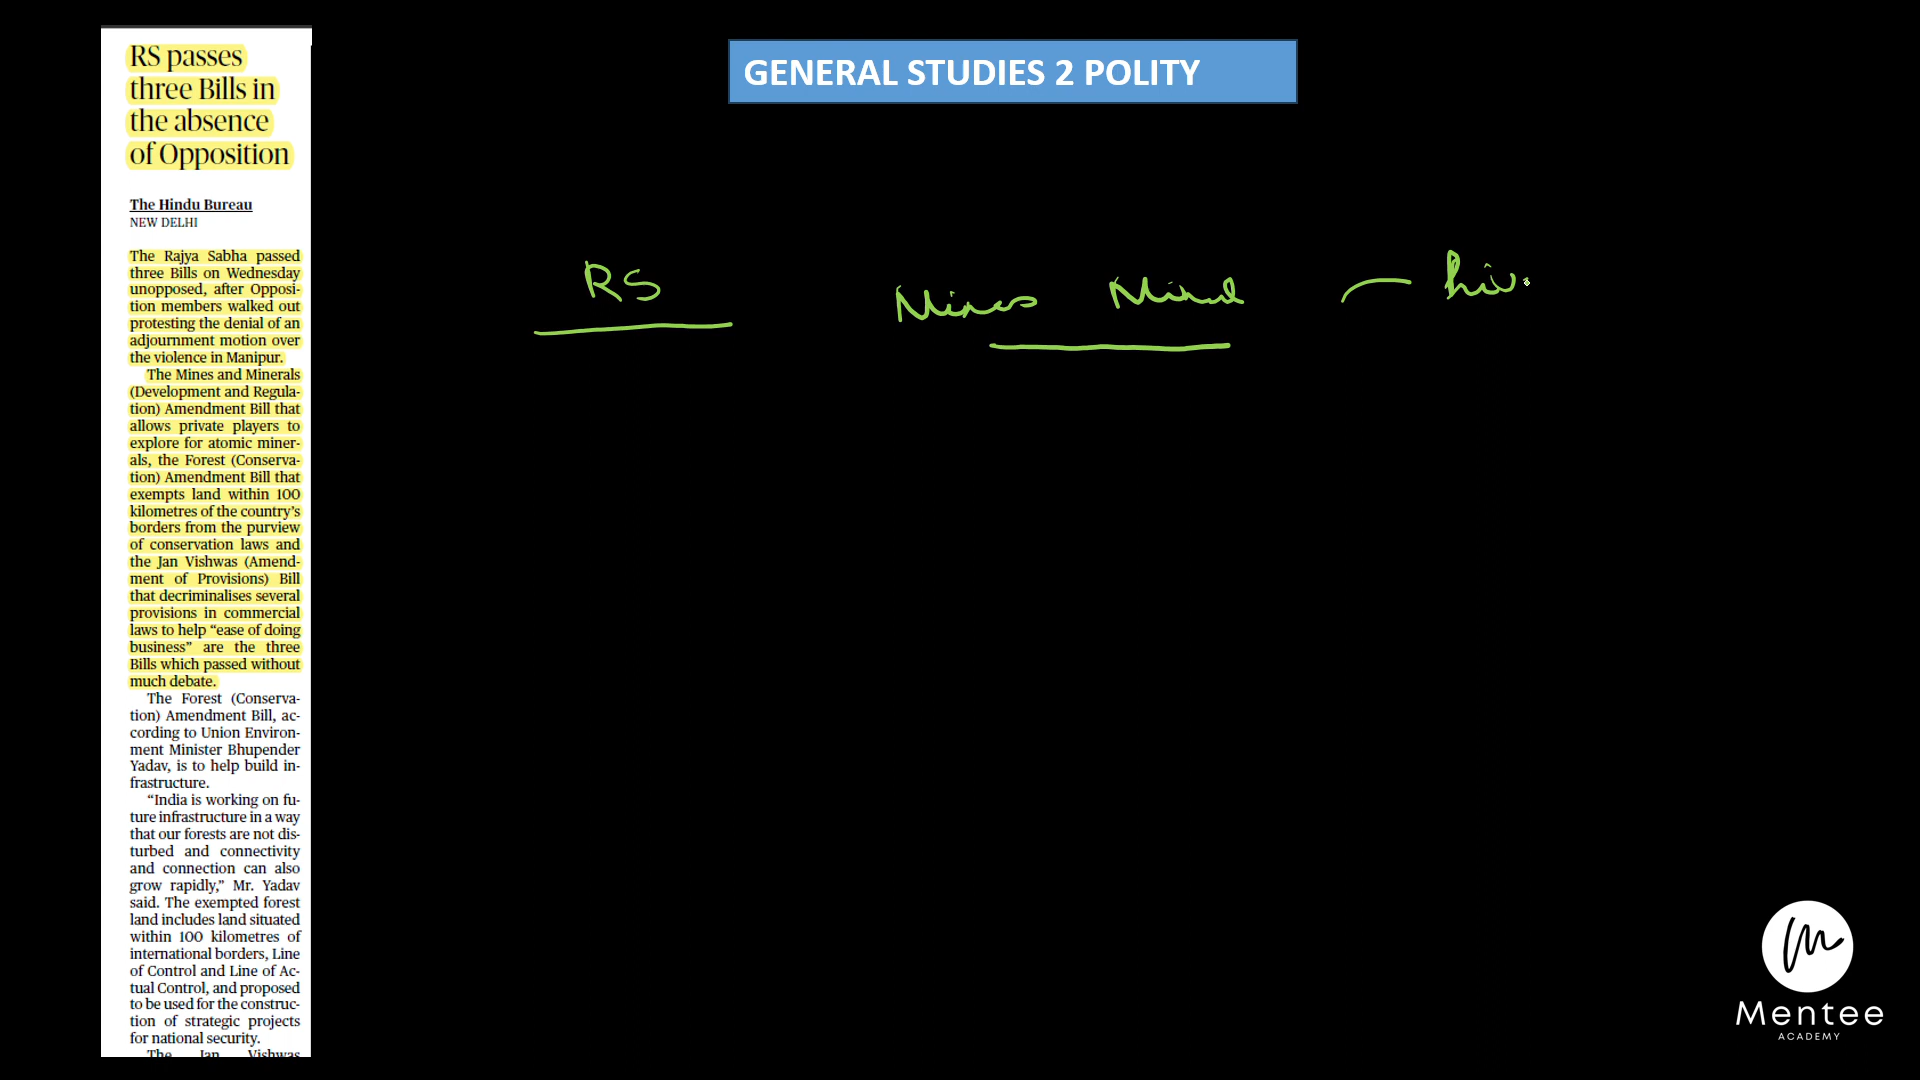 RS passes
three Bills in
the absence
of Opposition
The Hindu Bureau
NEW DELHI
The Rajya Sabha passed
three Bills on Wednesday
unopposed, after Opposi-
tion members walked out
protesting the denial of an
adjournment motion over
the violence in Manipur.
The Mines and Minerals
(Development and Regula-
tion) Amendment Bill that
allows private players to
explore for atomic miner-
als, the Forest (Conserva-
tion) Amendment Bill that
exempts land within 100
kilometres of the country’s
borders from the purview
of conservation laws and
the Jan Vishwas (Amend-
ment of Provisions) Bill
that decriminalises several
provisions in commercial
laws to help “ease of doing
business” are the three
Bills which passed without
much debate.
The Forest (Conserva-
tion) Amendment Bill, ac-
cording to Union Environ-
ment Minister Bhupender
Yadav, is to help build in-
frastructure.
“India is working on fu-
ture infrastructure in a way
that our forests are not dis-
turbed and connectivity
and connection can also
grow rapidly,” Mr. Yadav
said. The exempted forest
land includes land situated
within 100 kilometres of
international borders, Line
of Control and Line of Ac-
tual Control, and proposed
to be used for the construc-
tion of strategic projects
for national security.
The Jan Vishwas
GENERAL STUDIES 2 POLITY
RS Mines
Mentee
ACADEMY